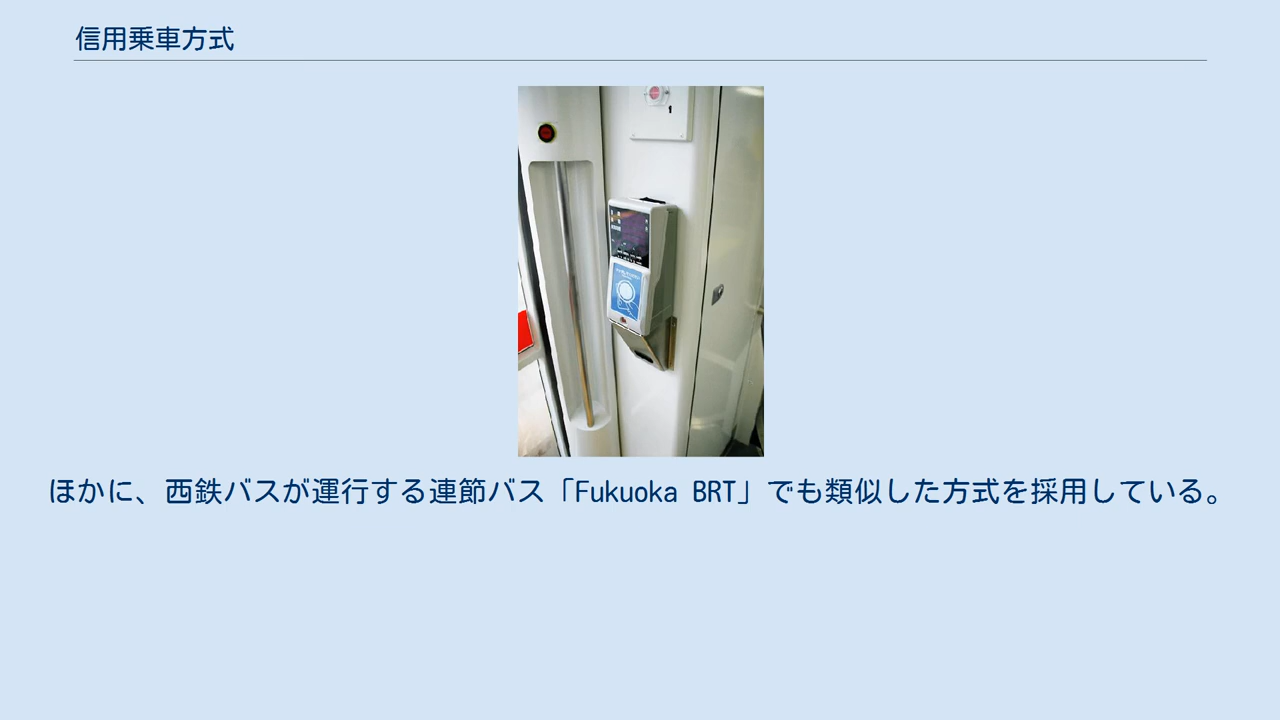 信用乗車方式
1
ほかに、西鉄バスが運行する連節バス「Fukuoka BRT」でも類似した方式を採用している。